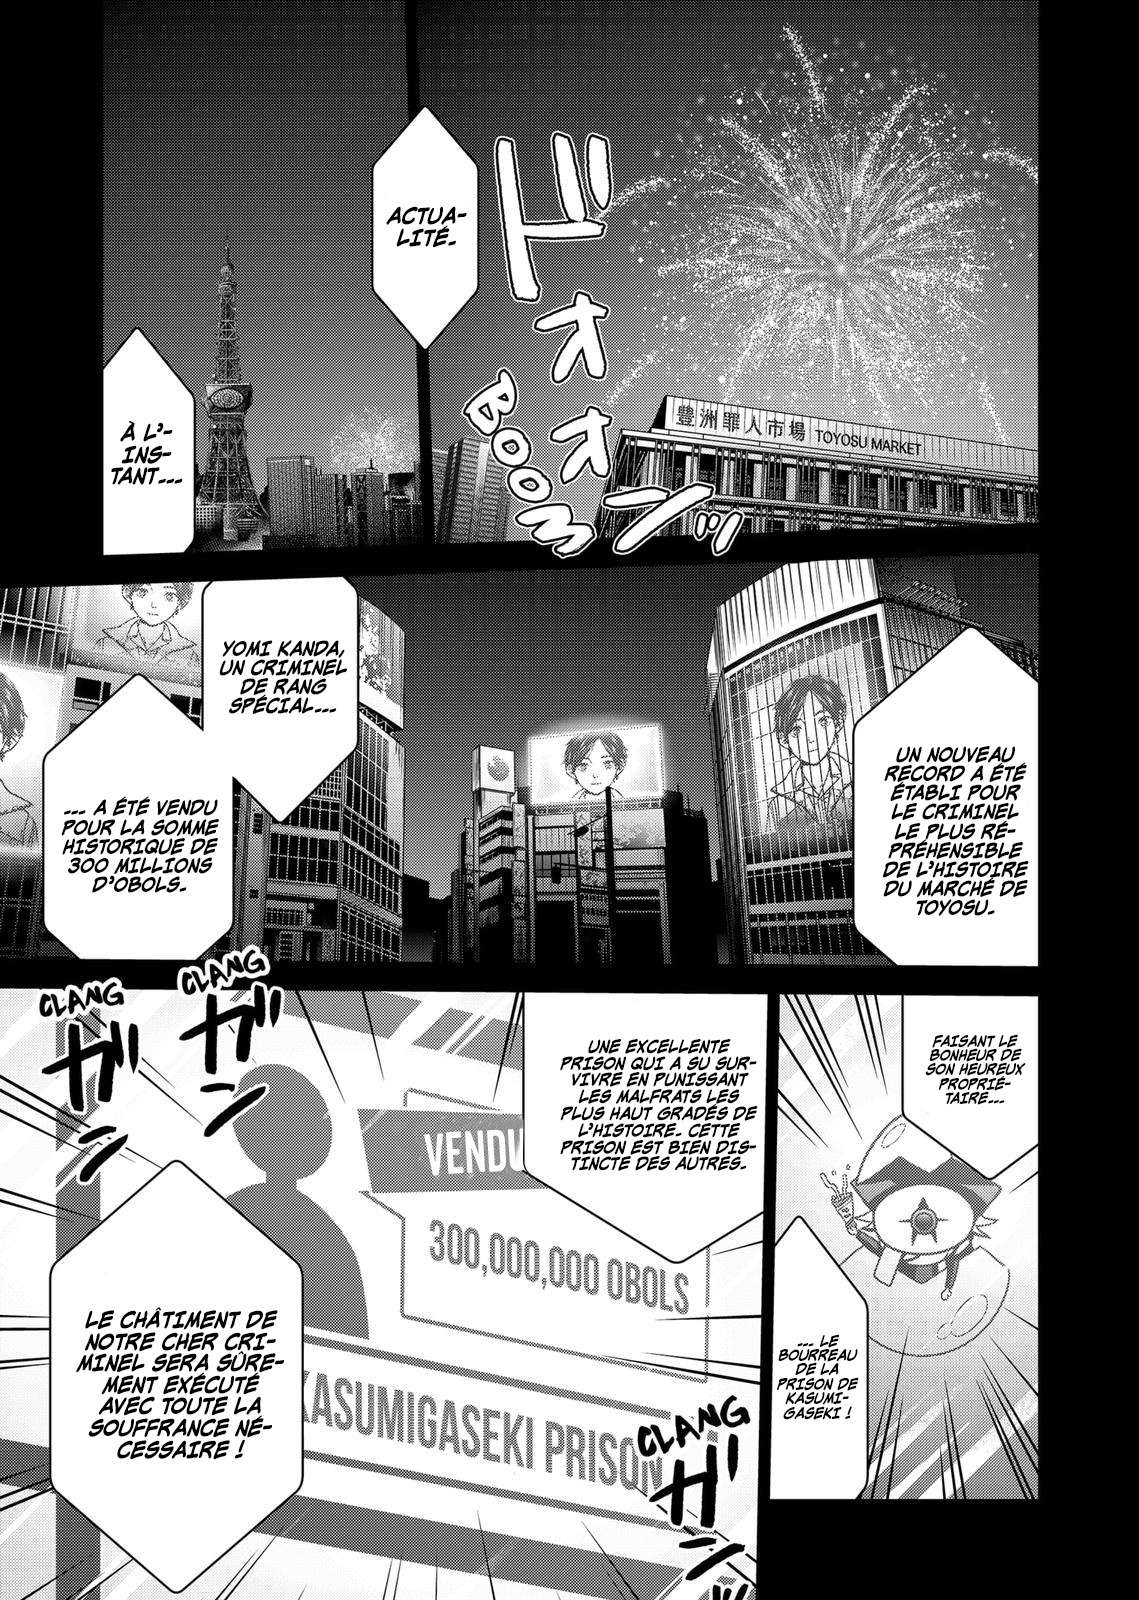 ACTUA-
LITÉ.
ドオオンッ
BOOM
豊洲罪人市場 TOYOSU MARKET
À L'-
INS-
TANT...
UN NOUVEAU
RECORD A ÉTÉ
ÉTABLI POUR
LE CRIMINEL
LE PLUS RÉ-
PRÉHENSIBLE
DE L'HISTOIRE
DU MARCHÉ DE
TOYOSU.
YOMI KANDA,
UN CRIMINEL
DE RANG
SPÉCIAL...
... A ÉTÉ VENDU
POUR LA SOMME
HISTORIQUE DE
300 MILLIONS
D'OBOLS.
FAISANT LE
BONHEUR DE
SON HEUREUX
PROPRIÉ-
TAIRE...
... LE
BOURREAU
DE LA
PRISON DE
KASUMI-
GASEKI !
UNE EXCELLENTE
PRISON QUI A SU SUR-
VIVRE EN PUNISSANT
LES MALFRATS LES
PLUS HAUT GRADÉS DE
L'HISTOIRE. CETTE
PRISON EST BIEN DIS-
TINCTE DES AUTRES.
CLANG
ガン
CLANG
ガン
VENDU
300,000,000 OBOLS
KASUMIGASEKI PRISON
CLANG
ガン
LE CHÂTIMENT DE
NOTRE CHER CRI-
MINEL SERA SÛRE-
MENT EXÉCUTÉ
AVEC TOUTE LA
SOUFFRANCE NÉ-
CESSAIRE !